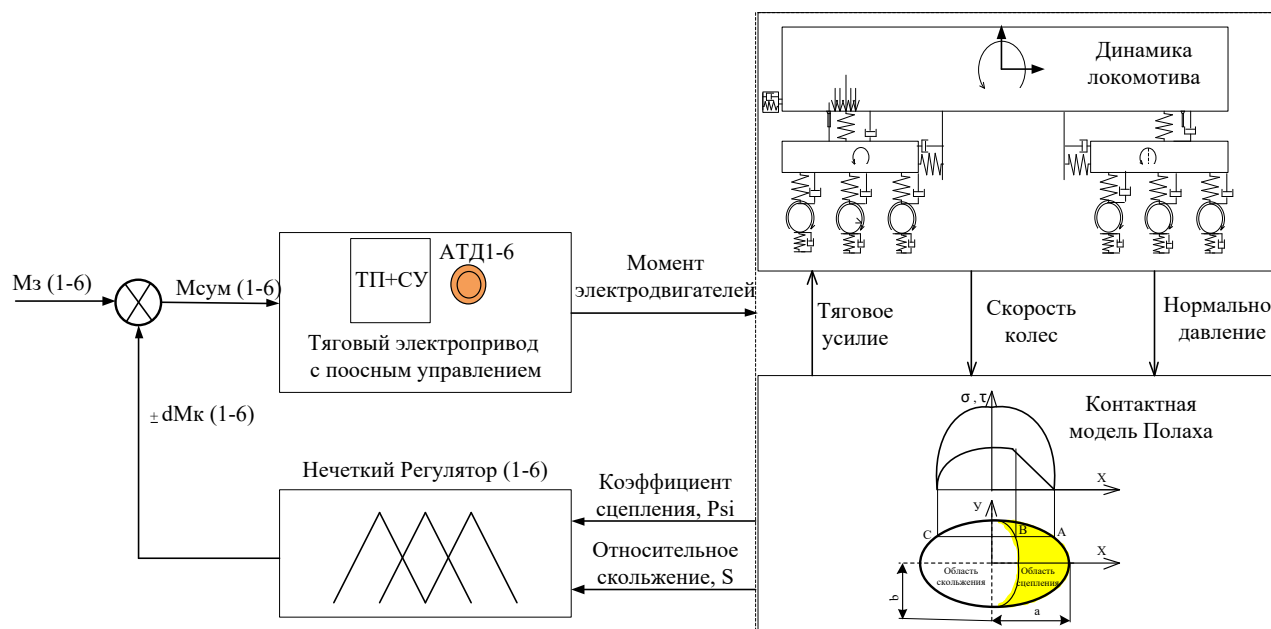 Динамика
локомотива
Мз (1-6)
Мсум (1-6)
ТП+СУ
АТД1-6
Тяговый электропривод
с поосным управлением
Момент
электродвигателей
Тяговое
усилие
Скорость
колес
Нормально
давление
± dМк (1-6)
Нечеткий Регулятор (1-6)
Коэффициент
сцепления, Psi
Относительное
скольжение, S
Контактная
модель Полаха
σ , τ
X
У
C
B
A
X
Область
скольжения
Область
сцепления
b
a